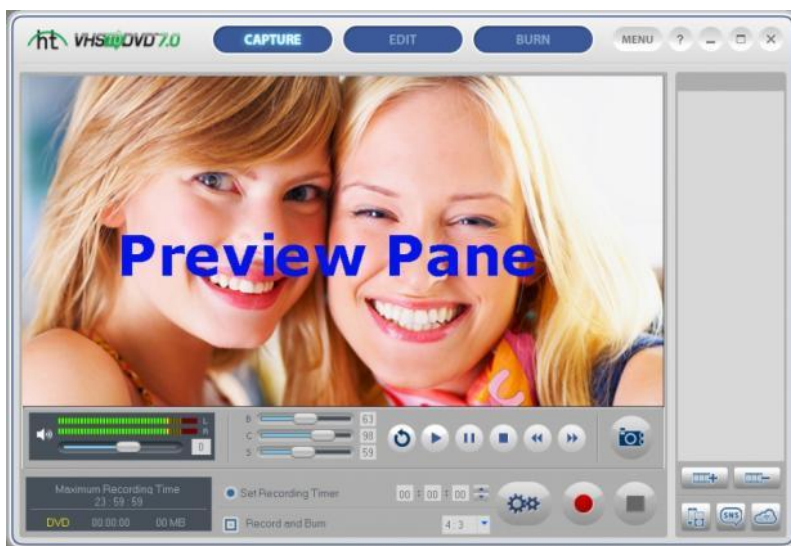 ht VHS TO DVD 7.0
CAPTURE
EDIT
BURN
MENU
?
Preview Pane
L
R
0
B 63
C 98
S 59
Maximum Recording Time
23 : 59 : 59
DVD 00:00:00 00 MB
Set Recording Timer 00 : 00 : 00
Record and Burn 4 : 3
SNS